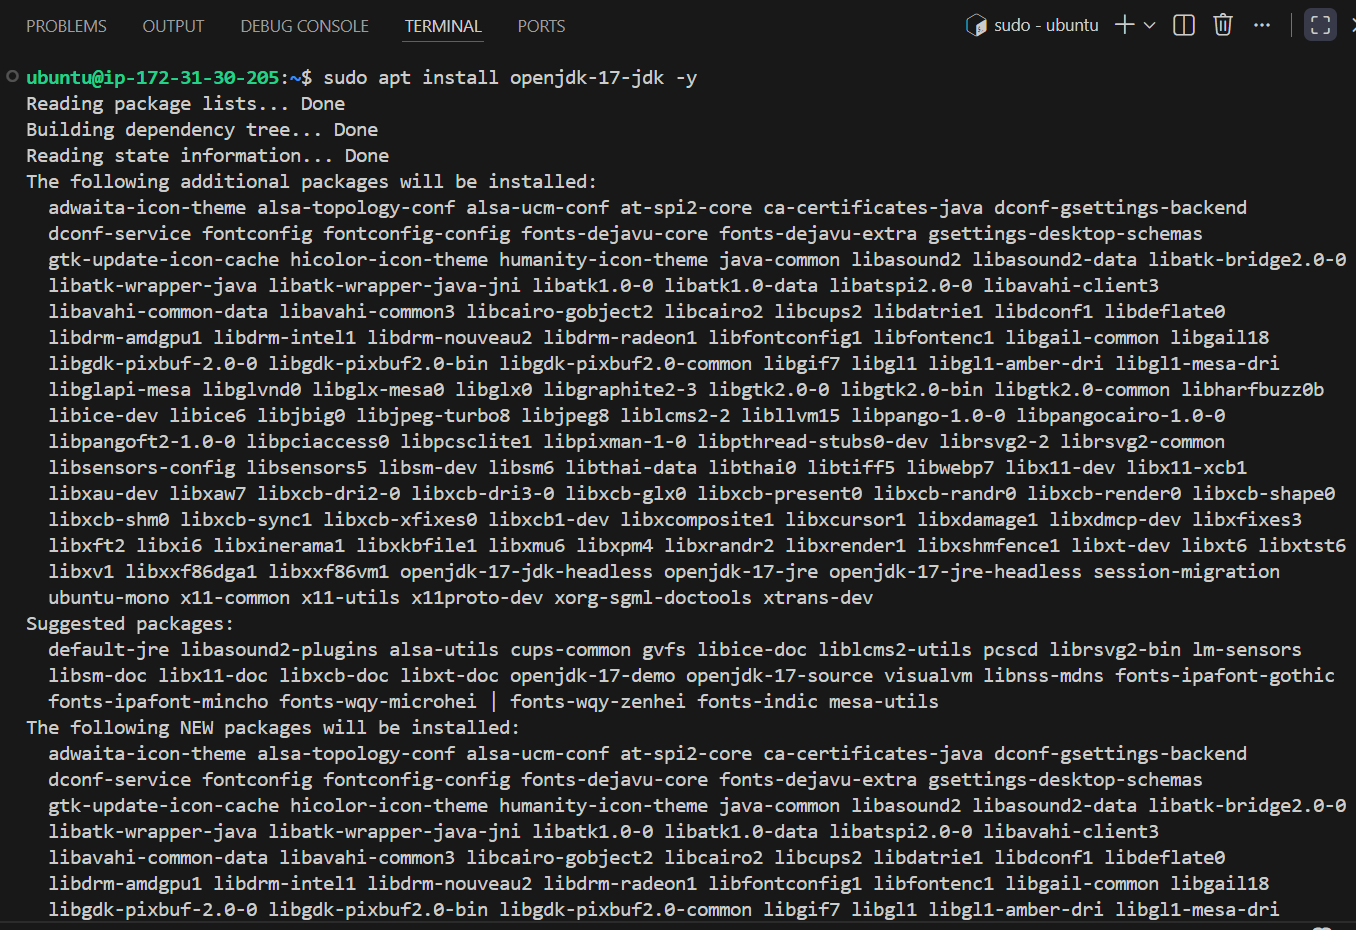 PROBLEMS OUTPUT DEBUG CONSOLE TERMINAL PORTS sudo - ubuntu
ubuntu@ip-172-31-30-205:~$ sudo apt install openjdk-17-jdk -y
Reading package lists... Done
Building dependency tree... Done
Reading state information... Done
The following additional packages will be installed:
adwaita-icon-theme alsa-topology-conf alsa-ucm-conf at-spi2-core ca-certificates-java dconf-gsettings-backend
dconf-service fontconfig fontconfig-config fonts-dejavu-core fonts-dejavu-extra gsettings-desktop-schemas
gtk-update-icon-cache hicolor-icon-theme humanity-icon-theme java-common libasound2 libasound2-data libatk-bridge2.0-0
libatk-wrapper-java libatk-wrapper-java-jni libatk1.0-0 libatk1.0-data libatspi2.0-0 libavahi-client3
libavahi-common-data libavahi-common3 libcairo-gobject2 libcairo2 libcups2 libdatrie1 libdconf1 libdeflate0
libdrm-amdgpu1 libdrm-intel1 libdrm-nouveau2 libdrm-radeon1 libfontconfig1 libfontenc1 libgail-common libgail18
libgdk-pixbuf-2.0-0 libgdk-pixbuf2.0-bin libgdk-pixbuf2.0-common libgif7 libgl1 libgl1-amber-dri libgl1-mesa-dri
libglapi-mesa libglvnd0 libglx-mesa0 libglx0 libgraphite2-3 libgtk2.0-0 libgtk2.0-bin libgtk2.0-common libharfbuzz0b
libice-dev libice6 libjbig0 libjpeg-turbo8 libjpeg8 liblcms2-2 libllvm15 libpango-1.0-0 libpangocairo-1.0-0
libpangoft2-1.0-0 libpciaccess0 libpcsclite1 libpixman-1-0 libpthread-stubs0-dev librsvg2-2 librsvg2-common
libsensors-config libsensors5 libsm-dev libsm6 libthai-data libthai0 libtiff5 libwebp7 libx11-dev libx11-xcb1
libxau-dev libxaw7 libxcb-dri2-0 libxcb-dri3-0 libxcb-glx0 libxcb-present0 libxcb-randr0 libxcb-render0 libxcb-shape0
libxcb-shm0 libxcb-sync1 libxcb-xfixes0 libxcb1-dev libxcomposite1 libxcursor1 libxdamage1 libxdmcp-dev libxfixes3
libxft2 libxi6 libxinerama1 libxkbfile1 libxmu6 libxpm4 libxrandr2 libxrender1 libxshmfence1 libxt-dev libxt6 libxtst6
libxv1 libxxf86dga1 libxxf86vm1 openjdk-17-jdk-headless openjdk-17-jre openjdk-17-jre-headless session-migration
ubuntu-mono x11-common x11-utils x11proto-dev xorg-sgml-doctools xtrans-dev
Suggested packages:
default-jre libasound2-plugins alsa-utils cups-common gvfs libice-doc liblcms2-utils pcscd librsvg2-bin lm-sensors
libsm-doc libx11-doc libxcb-doc libxt-doc openjdk-17-demo openjdk-17-source visualvm libnss-mdns fonts-ipafont-gothic
fonts-ipafont-mincho fonts-wqy-microhei | fonts-wqy-zenhei fonts-indic mesa-utils
The following NEW packages will be installed:
adwaita-icon-theme alsa-topology-conf alsa-ucm-conf at-spi2-core ca-certificates-java dconf-gsettings-backend
dconf-service fontconfig fontconfig-config fonts-dejavu-core fonts-dejavu-extra gsettings-desktop-schemas
gtk-update-icon-cache hicolor-icon-theme humanity-icon-theme java-common libasound2 libasound2-data libatk-bridge2.0-0
libatk-wrapper-java libatk-wrapper-java-jni libatk1.0-0 libatk1.0-data libatspi2.0-0 libavahi-client3
libavahi-common-data libavahi-common3 libcairo-gobject2 libcairo2 libcups2 libdatrie1 libdconf1 libdeflate0
libdrm-amdgpu1 libdrm-intel1 libdrm-nouveau2 libdrm-radeon1 libfontconfig1 libfontenc1 libgail-common libgail18
libgdk-pixbuf-2.0-0 libgdk-pixbuf2.0-bin libgdk-pixbuf2.0-common libgif7 libgl1 libgl1-amber-dri libgl1-mesa-dri